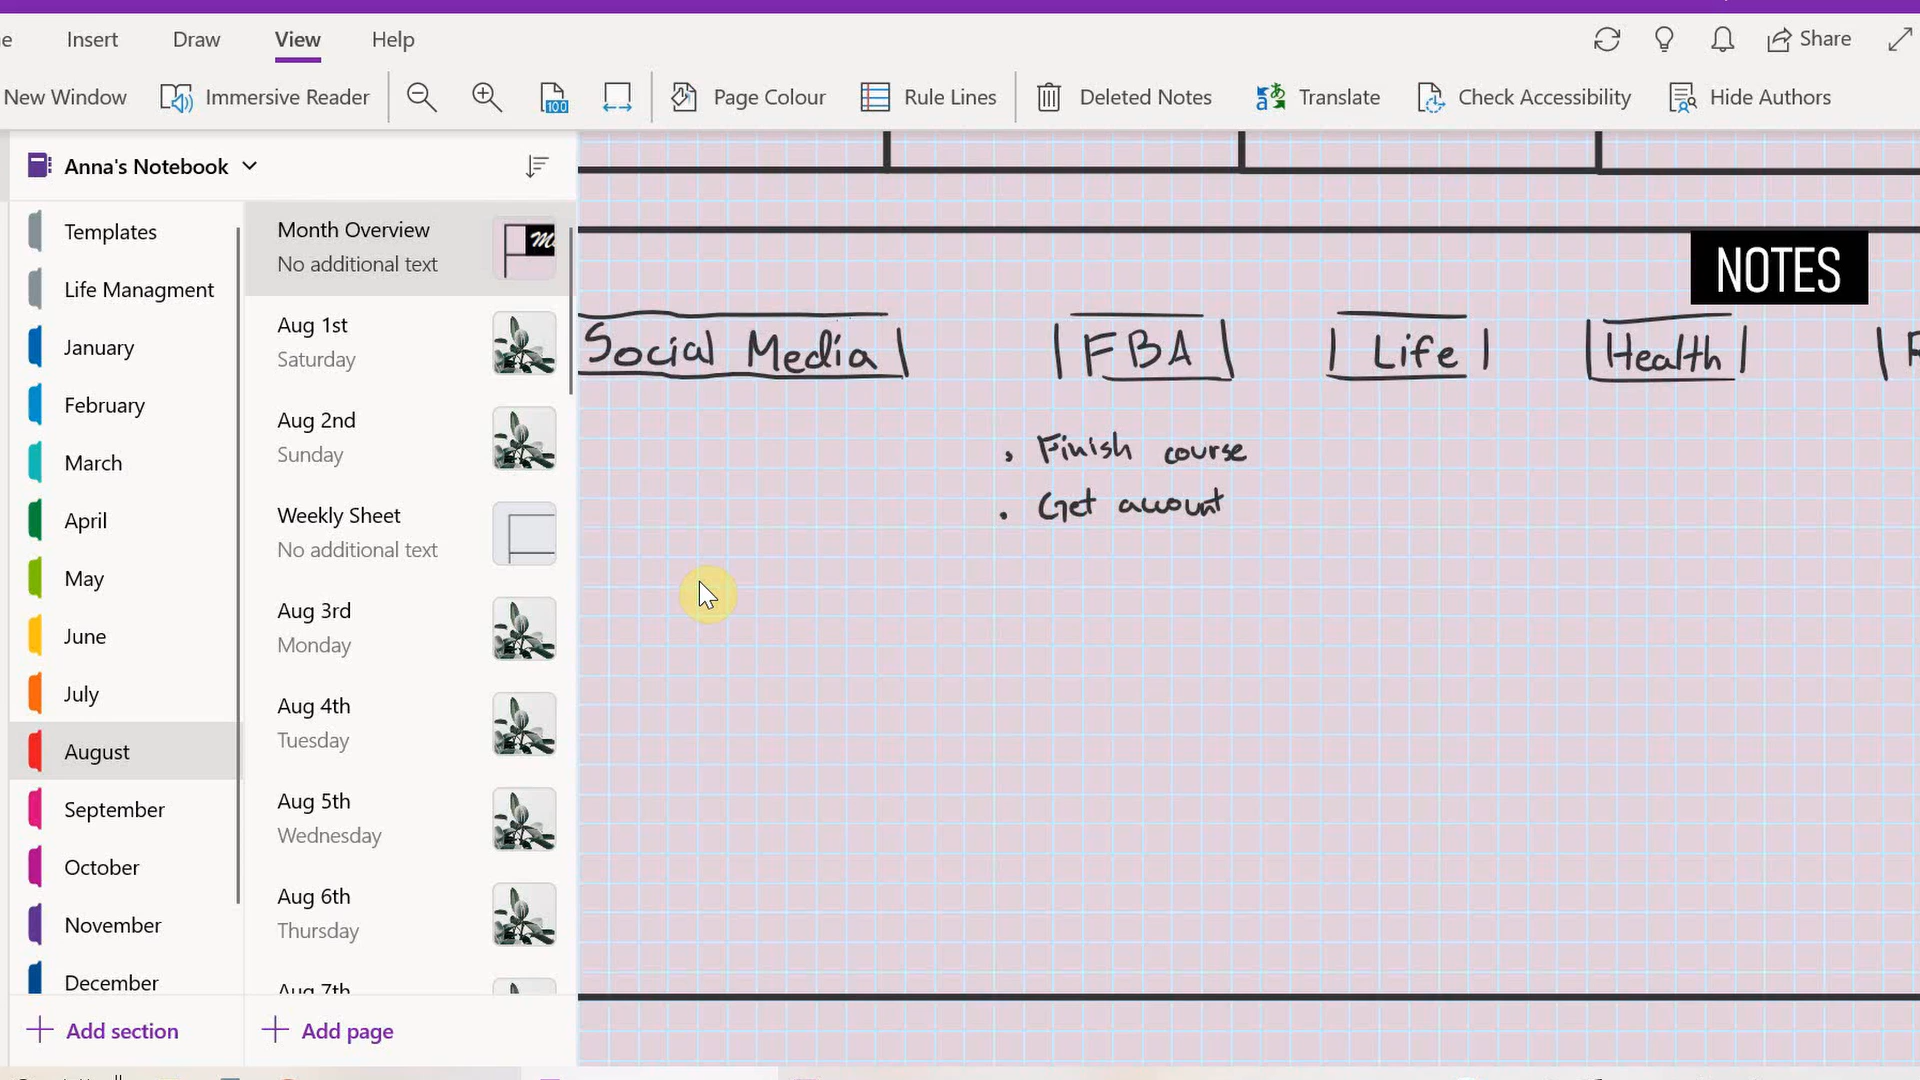 Insert Draw View Help Share
New Window Immersive Reader 100 Page Colour Rule Lines Deleted Notes Translate Check Accessibility Hide Authors
Anna's Notebook
Templates
Life Managment
January
February
March
April
May
June
July
August
September
October
November
December
Add section
Month Overview
No additional text
Aug 1st
Saturday
Aug 2nd
Sunday
Weekly Sheet
No additional text
Aug 3rd
Monday
Aug 4th
Tuesday
Aug 5th
Wednesday
Aug 6th
Thursday
Aug 7th
Add page
NOTES
Social Media FBA Life Health
• Finish course
• Get account